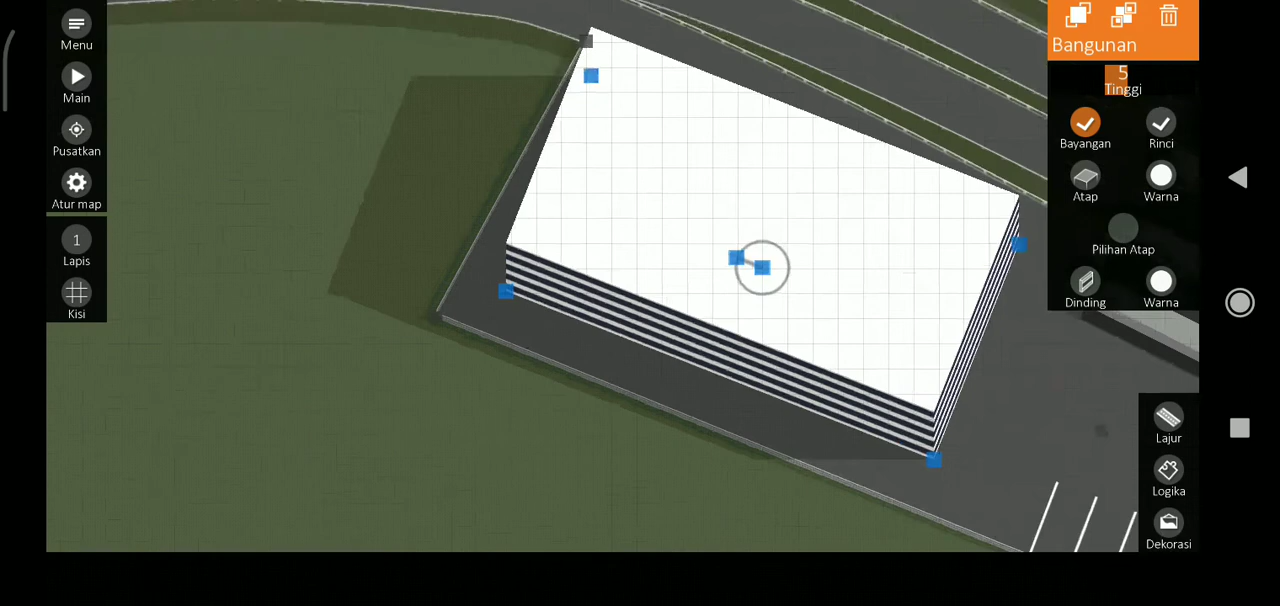 Menu
Main
Pusatkan
Atur map
1
Lapis
Kisi
Bangunan
5
Tinggi
Bayangan
Rinci
Atap
Warna
Pilihan Atap
Dinding
Warna
Lajur
Logika
Dekorasi